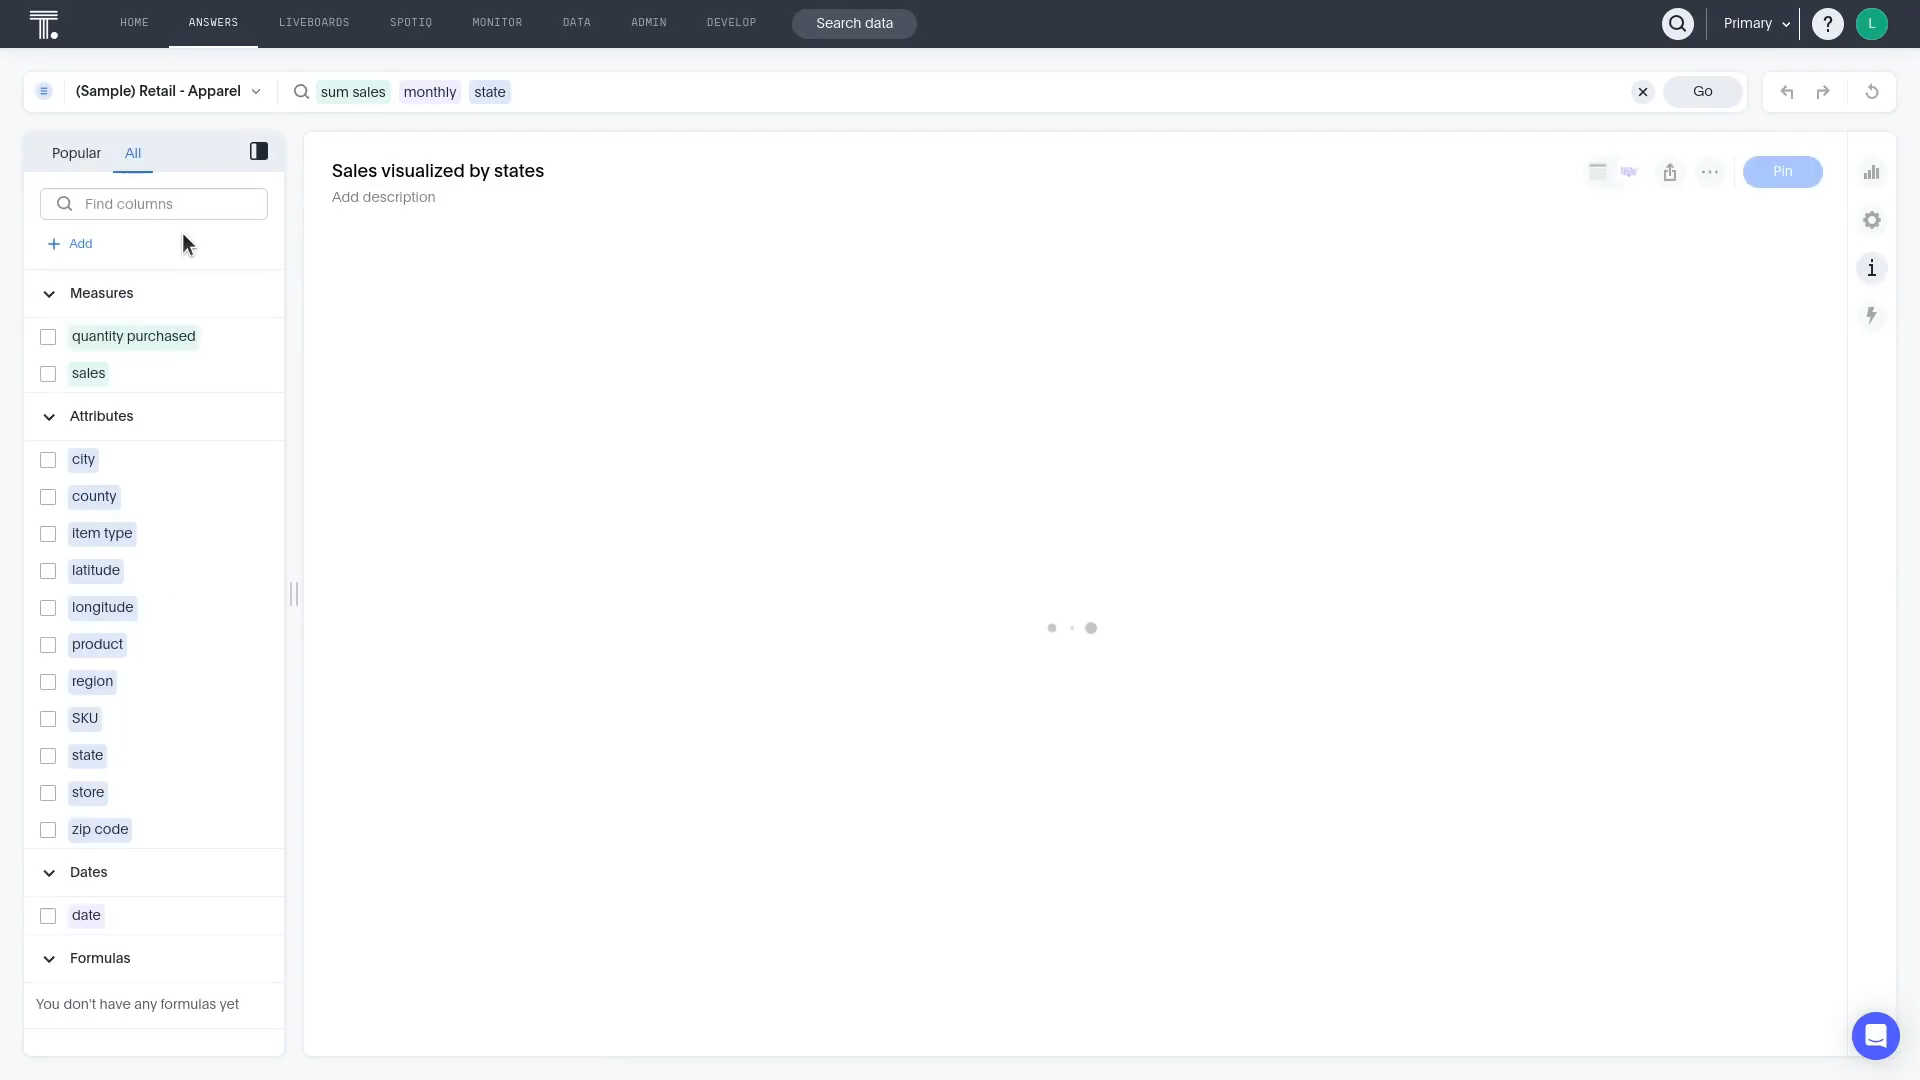 T.
HOME ANSWERS LIVEBOARDS SPOTIQ MONITOR DATA ADMIN DEVELOP Search data Primary ? L
(Sample) Retail - Apparel sum sales monthly state Go
Popular All
Find columns
Add
Measures
quantity purchased
sales
Attributes
city
county
item type
latitude
longitude
product
region
SKU
state
store
zip code
Dates
date
Formulas
You don't have any formulas yet
Sales visualized by states
Add description
Pin